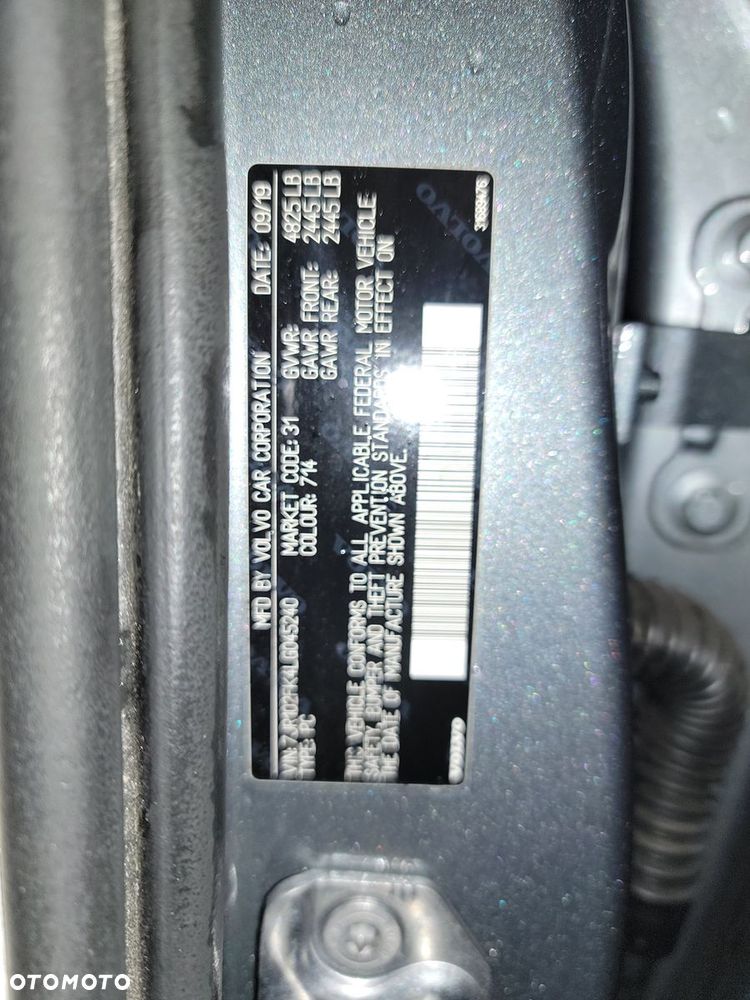 MFD BY VOLVO CAR CORPORATION DATE: 09/19
MARKET CODE: 31 GVWR: 4825 LB
COLOUR: 714 GAWR FRONT: 2445 LB
GAWR REAR: 2445 LB
TYPE: PC
THIS VEHICLE CONFORMS TO ALL APPLICABLE FEDERAL MOTOR VEHICLE
SAFETY, BUMPER AND THEFT PREVENTION STANDARDS IN EFFECT ON
THE DATE OF MANUFACTURE SHOWN ABOVE.
VOLVO
OTOMOTO